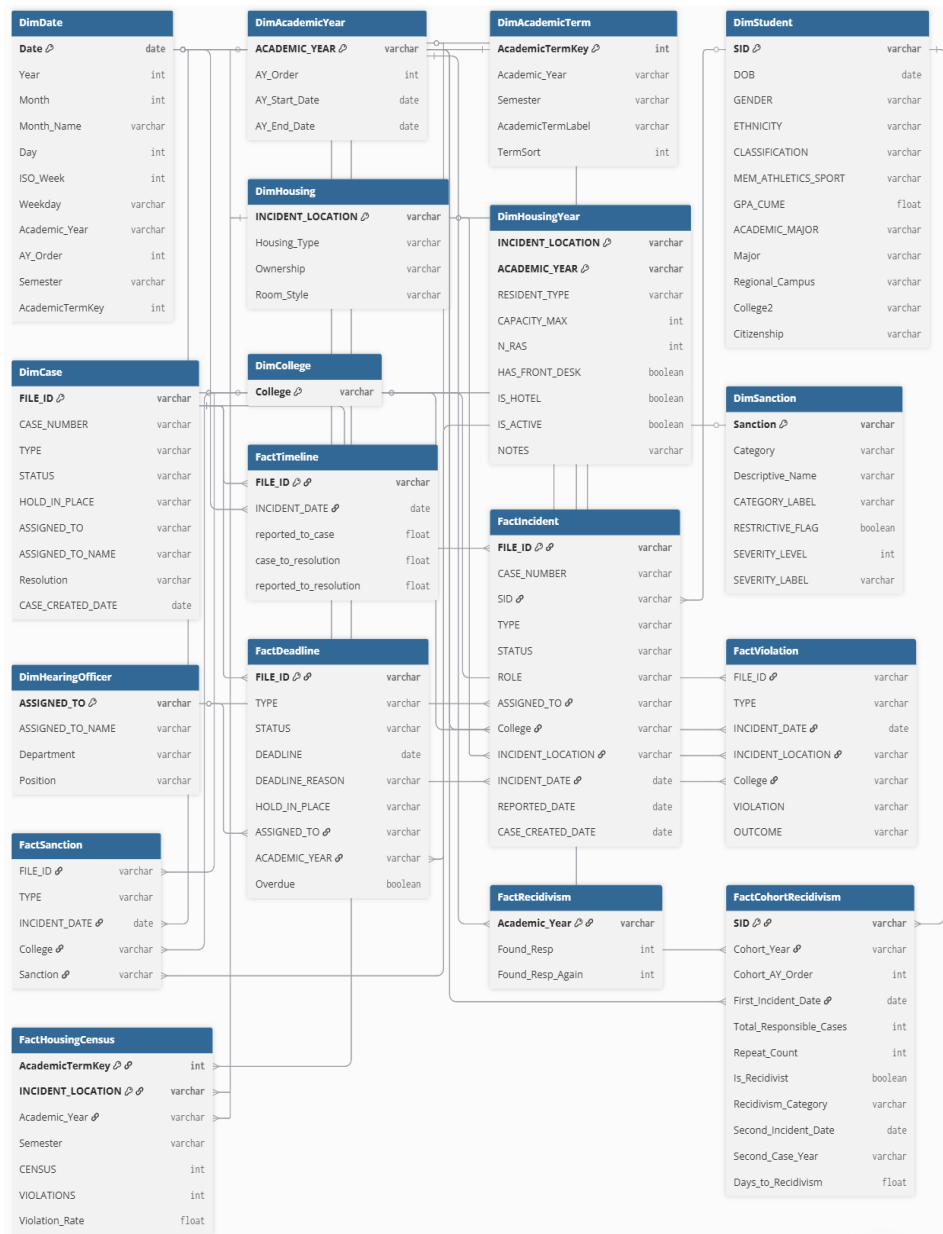 DimDate
Date date
Year int
Month int
Month_Name varchar
Day int
ISO_Week int
Weekday varchar
Academic_Year varchar
AY_Order int
Semester varchar
AcademicTermKey int
DimAcademicYear
ACADEMIC_YEAR varchar
AY_Order int
AY_Start_Date date
AY_End_Date date
DimAcademicTerm
AcademicTermKey int
Academic_Year varchar
Semester varchar
AcademicTermLabel varchar
TermSort int
DimStudent
SID varchar
DOB date
GENDER varchar
ETHNICITY varchar
CLASSIFICATION varchar
MEM_ATHLETICS_SPORT varchar
GPA_CUME float
ACADEMIC_MAJOR varchar
Major varchar
Regional_Campus varchar
College2 varchar
Citizenship varchar
DimHousing
INCIDENT_LOCATION varchar
Housing_Type varchar
Ownership varchar
Room_Style varchar
DimHousingYear
INCIDENT_LOCATION varchar
ACADEMIC_YEAR varchar
RESIDENT_TYPE varchar
CAPACITY_MAX int
N_RAS int
HAS_FRONT_DESK boolean
IS_HOTEL boolean
IS_ACTIVE boolean
NOTES varchar
DimCase
FILE_ID varchar
CASE_NUMBER varchar
TYPE varchar
STATUS varchar
HOLD_IN_PLACE varchar
ASSIGNED_TO varchar
ASSIGNED_TO_NAME varchar
Resolution varchar
CASE_CREATED_DATE date
DimCollege
College varchar
DimSanction
Sanction varchar
Category varchar
Descriptive_Name varchar
CATEGORY_LABEL varchar
RESTRICTIVE_FLAG boolean
SEVERITY_LEVEL int
SEVERITY_LABEL varchar
FactTimeline
FILE_ID varchar
INCIDENT_DATE date
reported_to_case float
case_to_resolution float
reported_to_resolution float
FactIncident
FILE_ID varchar
CASE_NUMBER varchar
SID varchar
TYPE varchar
STATUS varchar
ROLE varchar
ASSIGNED_TO varchar
College varchar
INCIDENT_LOCATION varchar
INCIDENT_DATE date
REPORTED_DATE date
CASE_CREATED_DATE date
DimHearingOfficer
ASSIGNED_TO varchar
ASSIGNED_TO_NAME varchar
Department varchar
Position varchar
FactDeadline
FILE_ID varchar
TYPE varchar
STATUS varchar
DEADLINE date
DEADLINE_REASON varchar
HOLD_IN_PLACE varchar
ASSIGNED_TO varchar
ACADEMIC_YEAR varchar
Overdue boolean
FactViolation
FILE_ID varchar
TYPE varchar
INCIDENT_DATE date
INCIDENT_LOCATION varchar
College varchar
VIOLATION varchar
OUTCOME varchar
FactSanction
FILE_ID varchar
TYPE varchar
INCIDENT_DATE date
College varchar
Sanction varchar
FactRecidivism
Academic_Year varchar
Found_Resp int
Found_Resp_Again int
FactCohortRecidivism
SID varchar
Cohort_Year varchar
Cohort_AY_Order int
First_Incident_Date date
Total_Responsible_Cases int
Repeat_Count int
Is_Recidivist boolean
Recidivism_Category varchar
Second_Incident_Date date
Second_Case_Year varchar
Days_to_Recidivism float
FactHousingCensus
AcademicTermKey int
INCIDENT_LOCATION varchar
Academic_Year varchar
Semester varchar
CENSUS int
VIOLATIONS int
Violation_Rate float